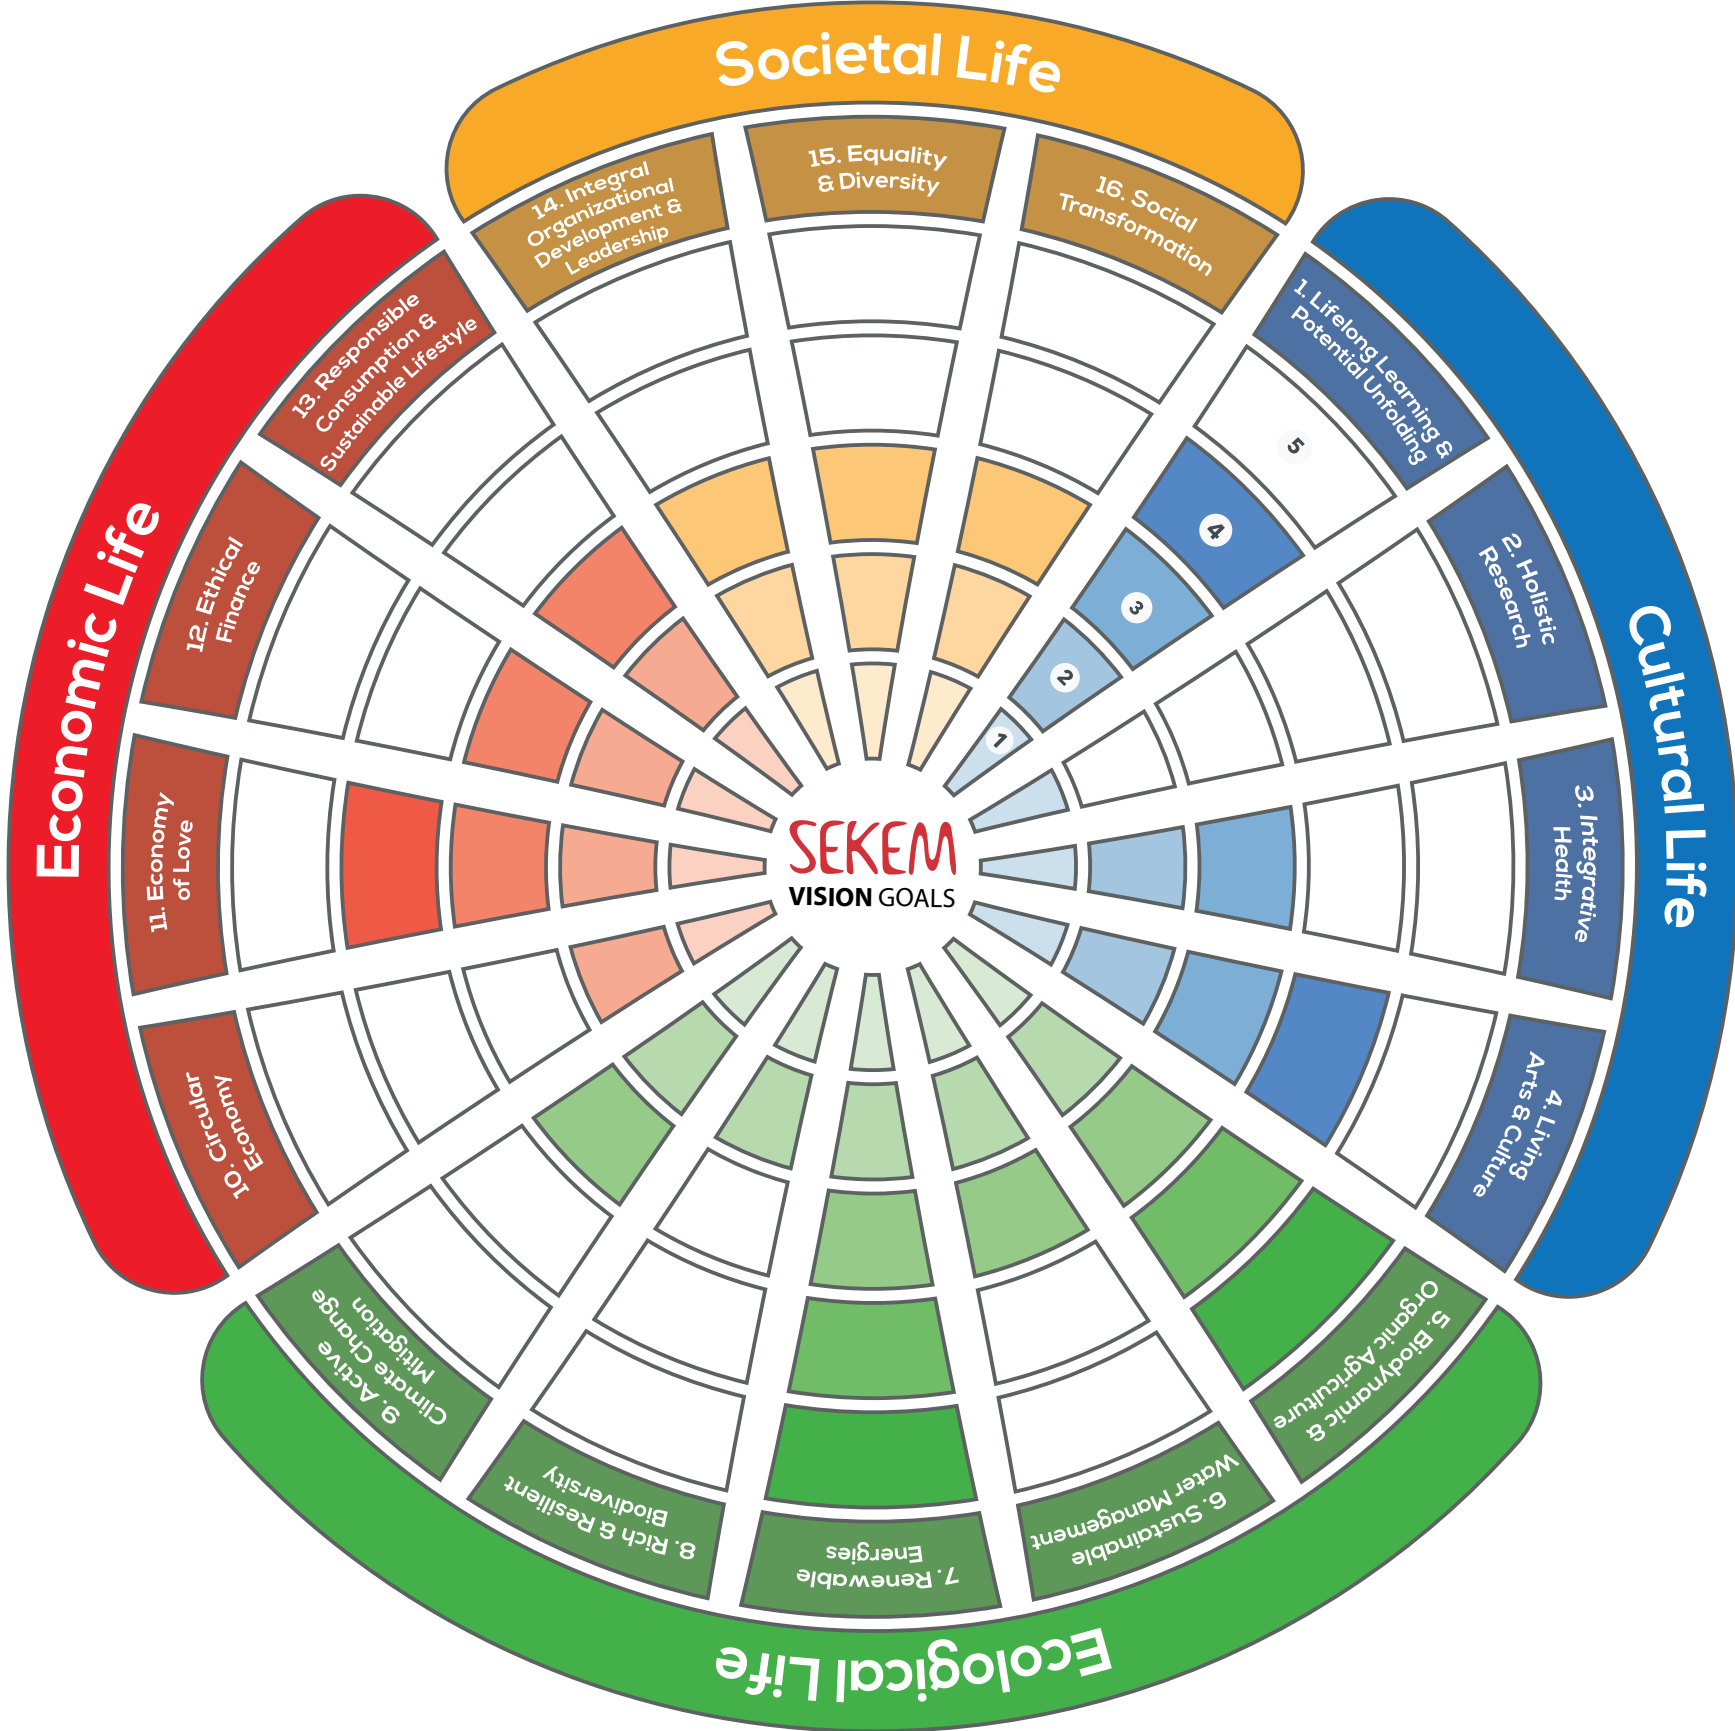 Societal Life
14. Integral
Organizational
Development &
Leadership
15. Equality
& Diversity
16. Social
Transformation
Cultural Life
1. Lifelong Learning &
Potential Unfolding
5
4
3
2
1
2. Holistic
Research
3. Integrative
Health
4. Living
Arts & Culture
Ecological Life
5. Biodynamic &
Organic Agriculture
6. Sustainable
Water Management
7. Renewable
Energies
8. Rich & Resilient
Biodiversity
9. Active
Climate Change
Mitigation
Economic Life
10. Circular
Economy
11. Economy
of Love
12. Ethical
Finance
13. Responsible
Consumption &
Sustainable Lifestyle
SEKEM
VISION GOALS